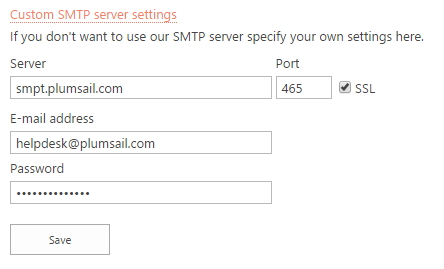 Custom SMTP server settings
If you don't want to use our SMTP server specify your own settings here.
Server Port
smpt.plumsail.com 465 SSL
E-mail address
helpdesk@plumsail.com
Password
••••••••••••••
Save